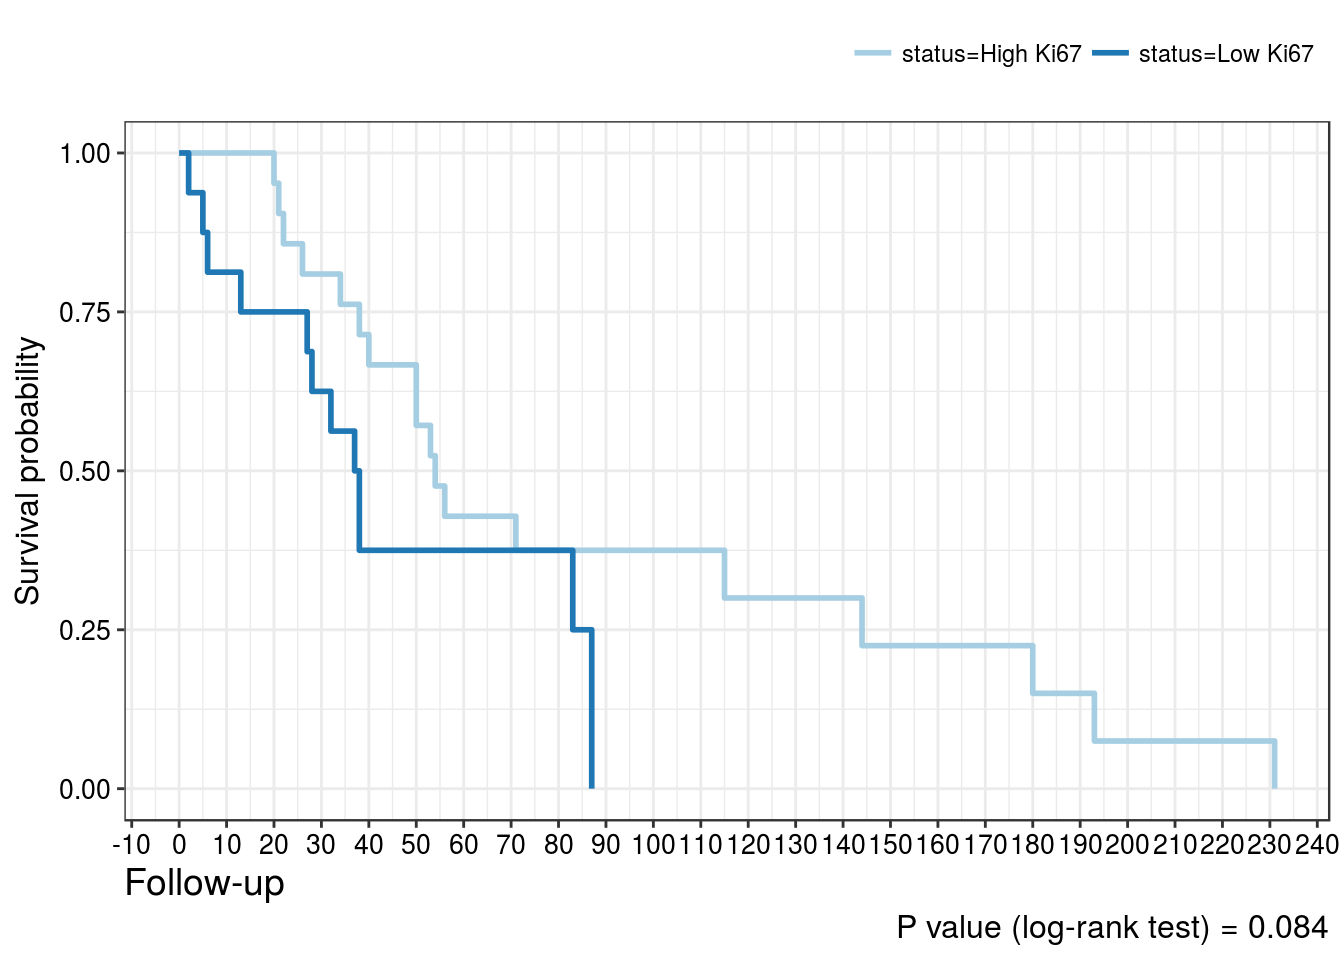 status=High Ki67 status=Low Ki67
Survival probability
1.00
0.75
0.50
0.25
0.00
-10 0 10 20 30 40 50 60 70 80 90 100 110 120 130 140 150 160 170 180 190 200 210 220 230 240
Follow-up
P value (log-rank test) = 0.084